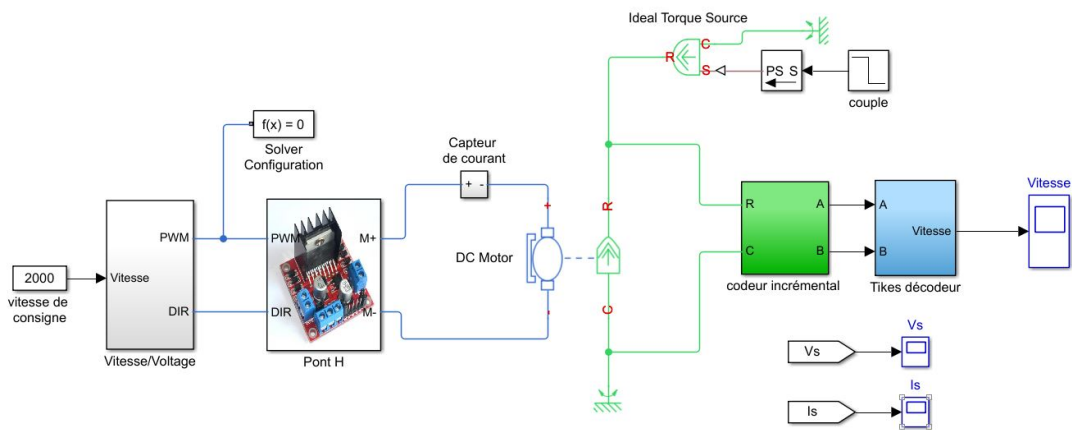 Ideal Torque Source
R
C
S
PS S
couple
f(x) = 0
Solver
Configuration
Capteur
de courant
+ -
2000
vitesse de
consigne
Vitesse
PWM
DIR
Vitesse/Voltage
PWM
DIR
M+
M-
Pont H
+
DC Motor
-
R
C
R
C
A
B
codeur incrémental
A
B
Vitesse
Tikes décodeur
Vitesse
Vs
Vs
Is
Is